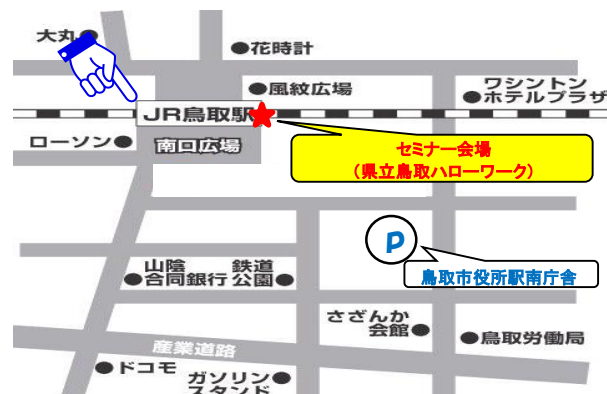 大丸●
●花時計
●風紋広場
ワシントン
●ホテルプラザ
JR鳥取駅
ローソン●
南口広場
セミナー会場
(県立鳥取ハローワーク)
P
鳥取市役所駅南庁舎
山陰
●合同銀行
鉄道
公園●
さざんか
会館●
●鳥取労働局
産業道路
●ドコモ
ガソリン●
スタンド